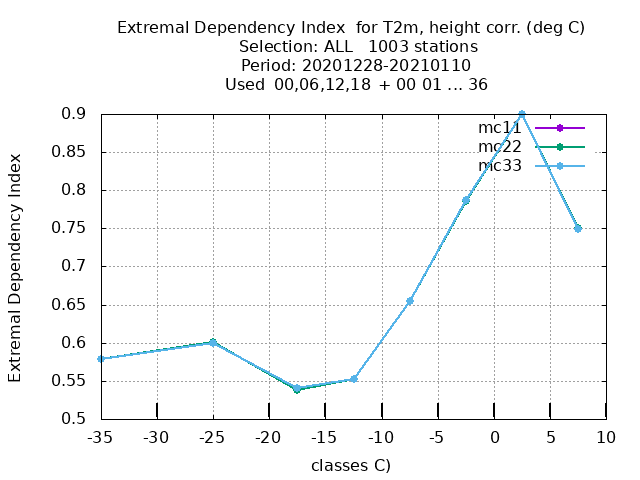 Extremal Dependency Index  for T2m, height corr. (deg C)
Selection: ALL   1003 stations
Period: 20201228-20210110
Used  00,06,12,18  + 00 01 ... 36
Extremal Dependency Index
0.9
0.85
0.8
0.75
0.7
0.65
0.6
0.55
0.5
mc11
mc22
mc33
-35 -30 -25 -20 -15 -10 -5 0 5 10
classes C)